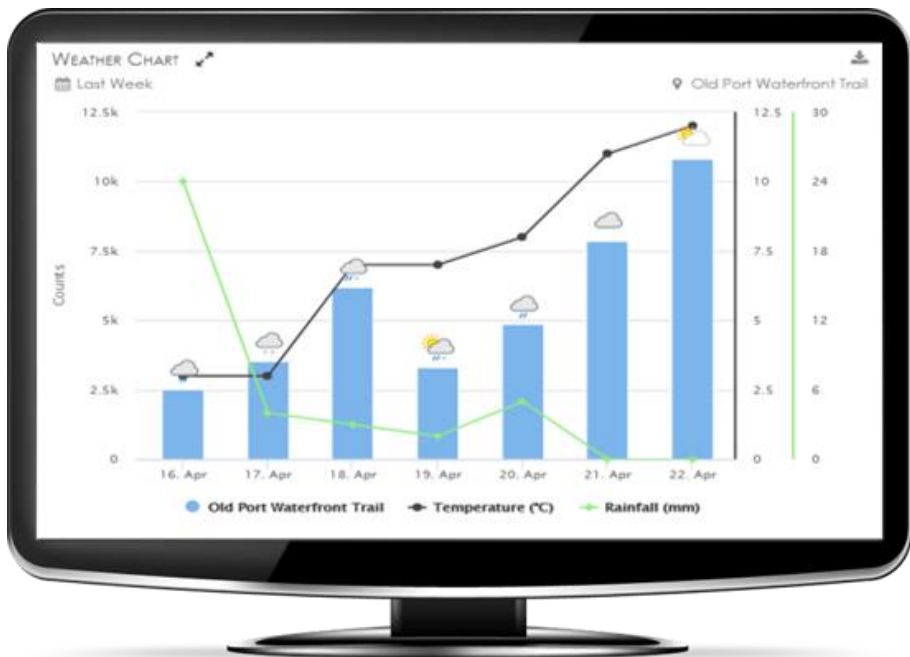 WEATHER CHART
Last Week
Old Port Waterfront Trail
12.5k 12.5 30
10k 10 24
7.5k 7.5 18
Counts
5k 5 12
2.5k 2.5 6
0 0 0
16. Apr 17. Apr 18. Apr 19. Apr 20. Apr 21. Apr 22. Apr
Old Port Waterfront Trail Temperature (°C) Rainfall (mm)